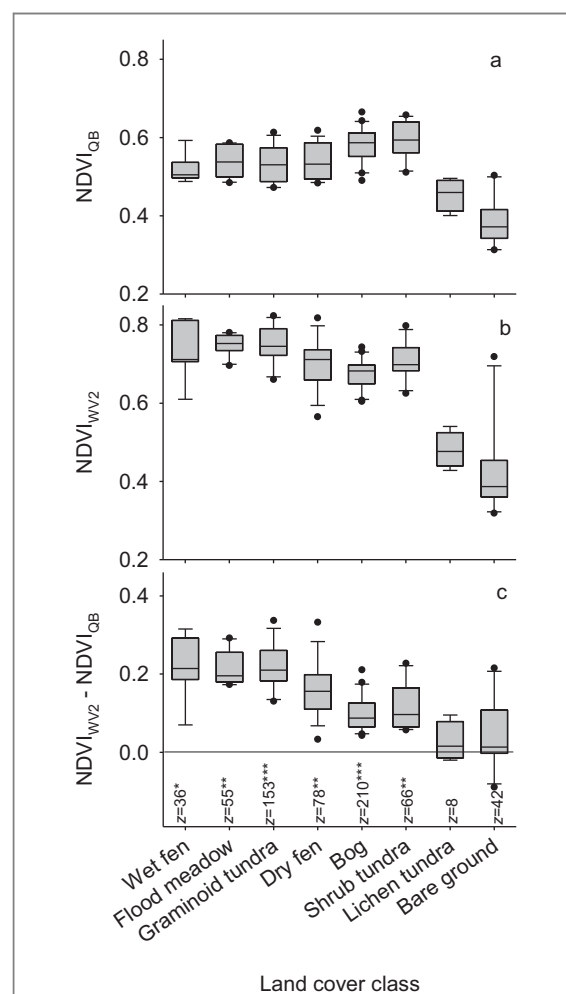 a
0.8
0.6
0.4
0.2
NDVI_QB
b
0.8
0.6
0.4
0.2
NDVI_WV2
c
0.4
0.2
0.0
NDVI_WV2 - NDVI_QB
z=36*
z=55**
z=153***
z=78**
z=210***
z=66**
z=8
z=42*
Wet fen
Flood meadow
Graminoid tundra
Dry fen
Bog
Shrub tundra
Lichen tundra
Bare ground
Land cover class